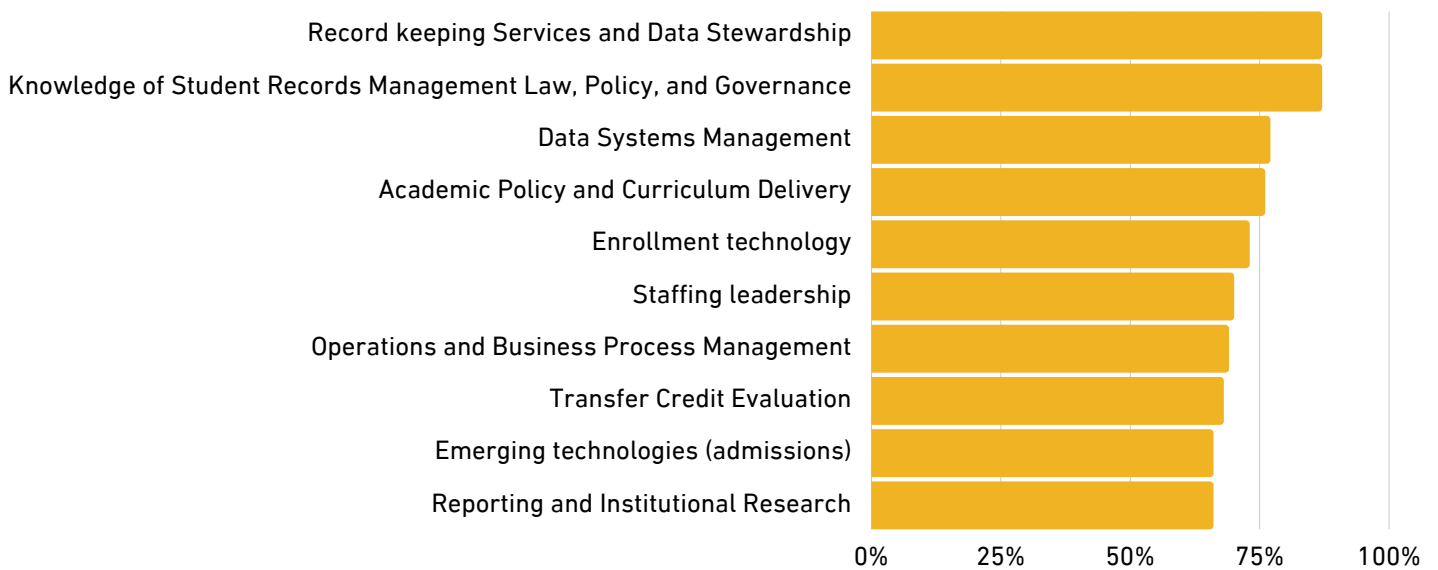 Record keeping Services and Data Stewardship
Knowledge of Student Records Management Law, Policy, and Governance
Data Systems Management
Academic Policy and Curriculum Delivery
Enrollment technology
Staffing leadership
Operations and Business Process Management
Transfer Credit Evaluation
Emerging technologies (admissions)
Reporting and Institutional Research
0% 25% 50% 75% 100%